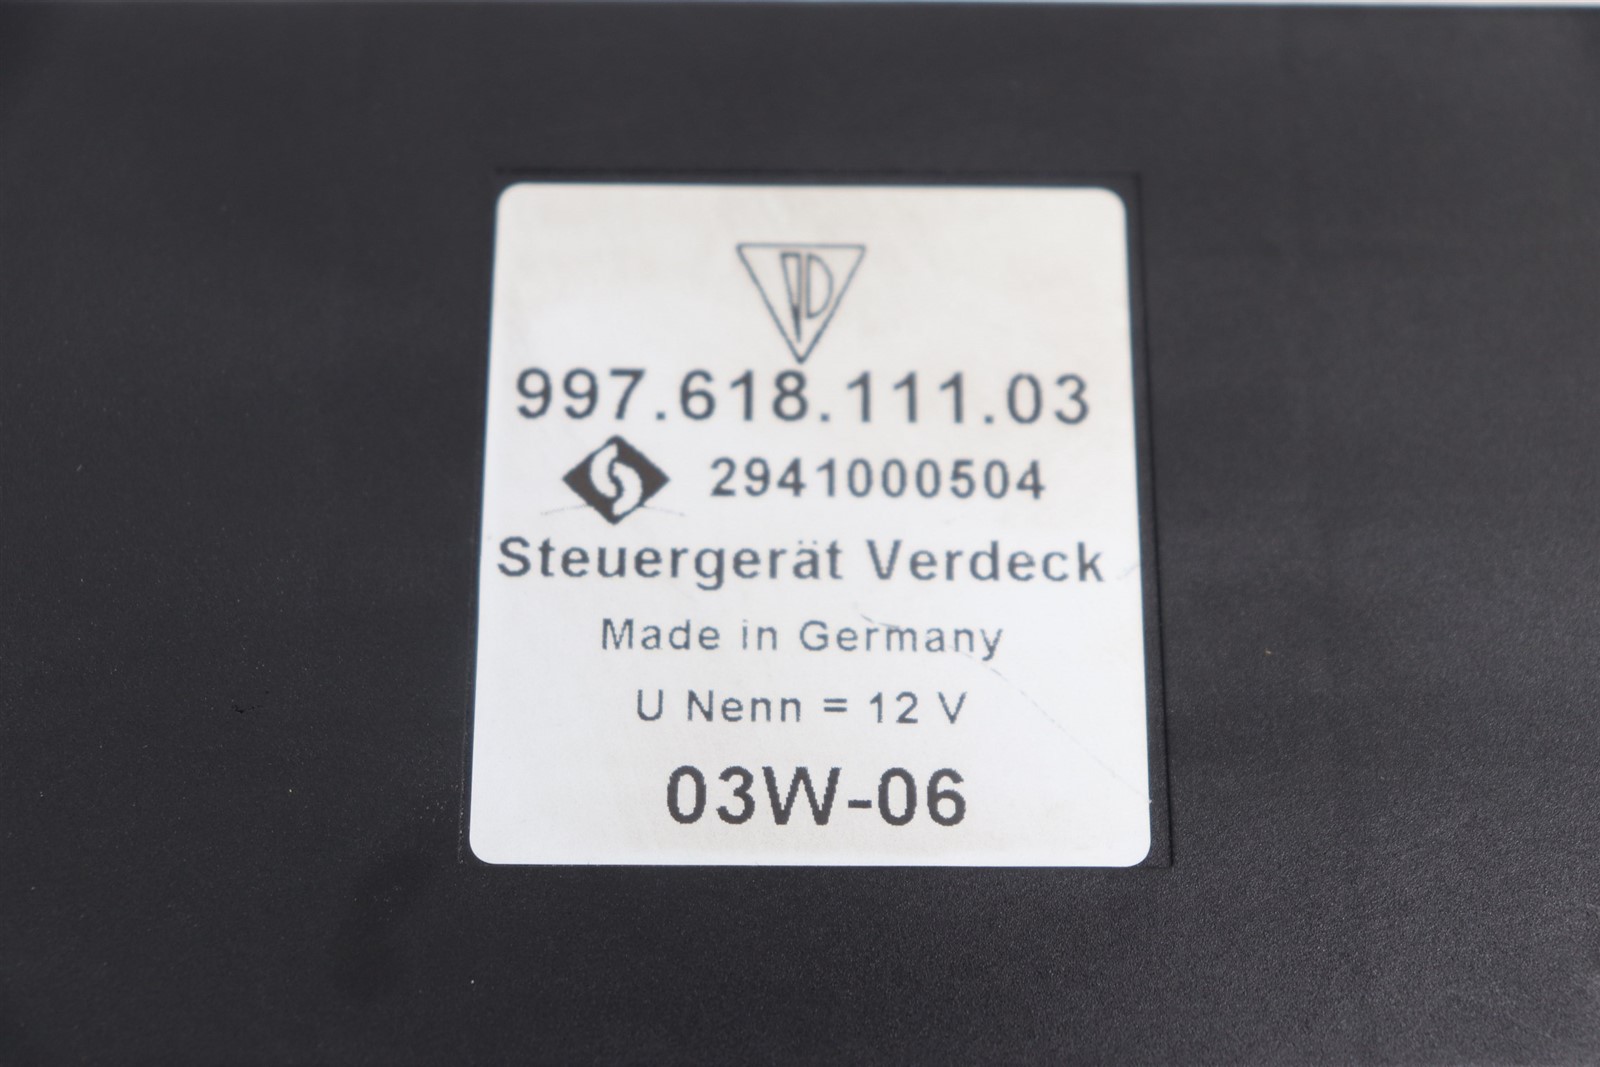 997.618.111.03
2941000504
Steuergerät Verdeck
Made in Germany
U Nenn = 12 V
03W-06